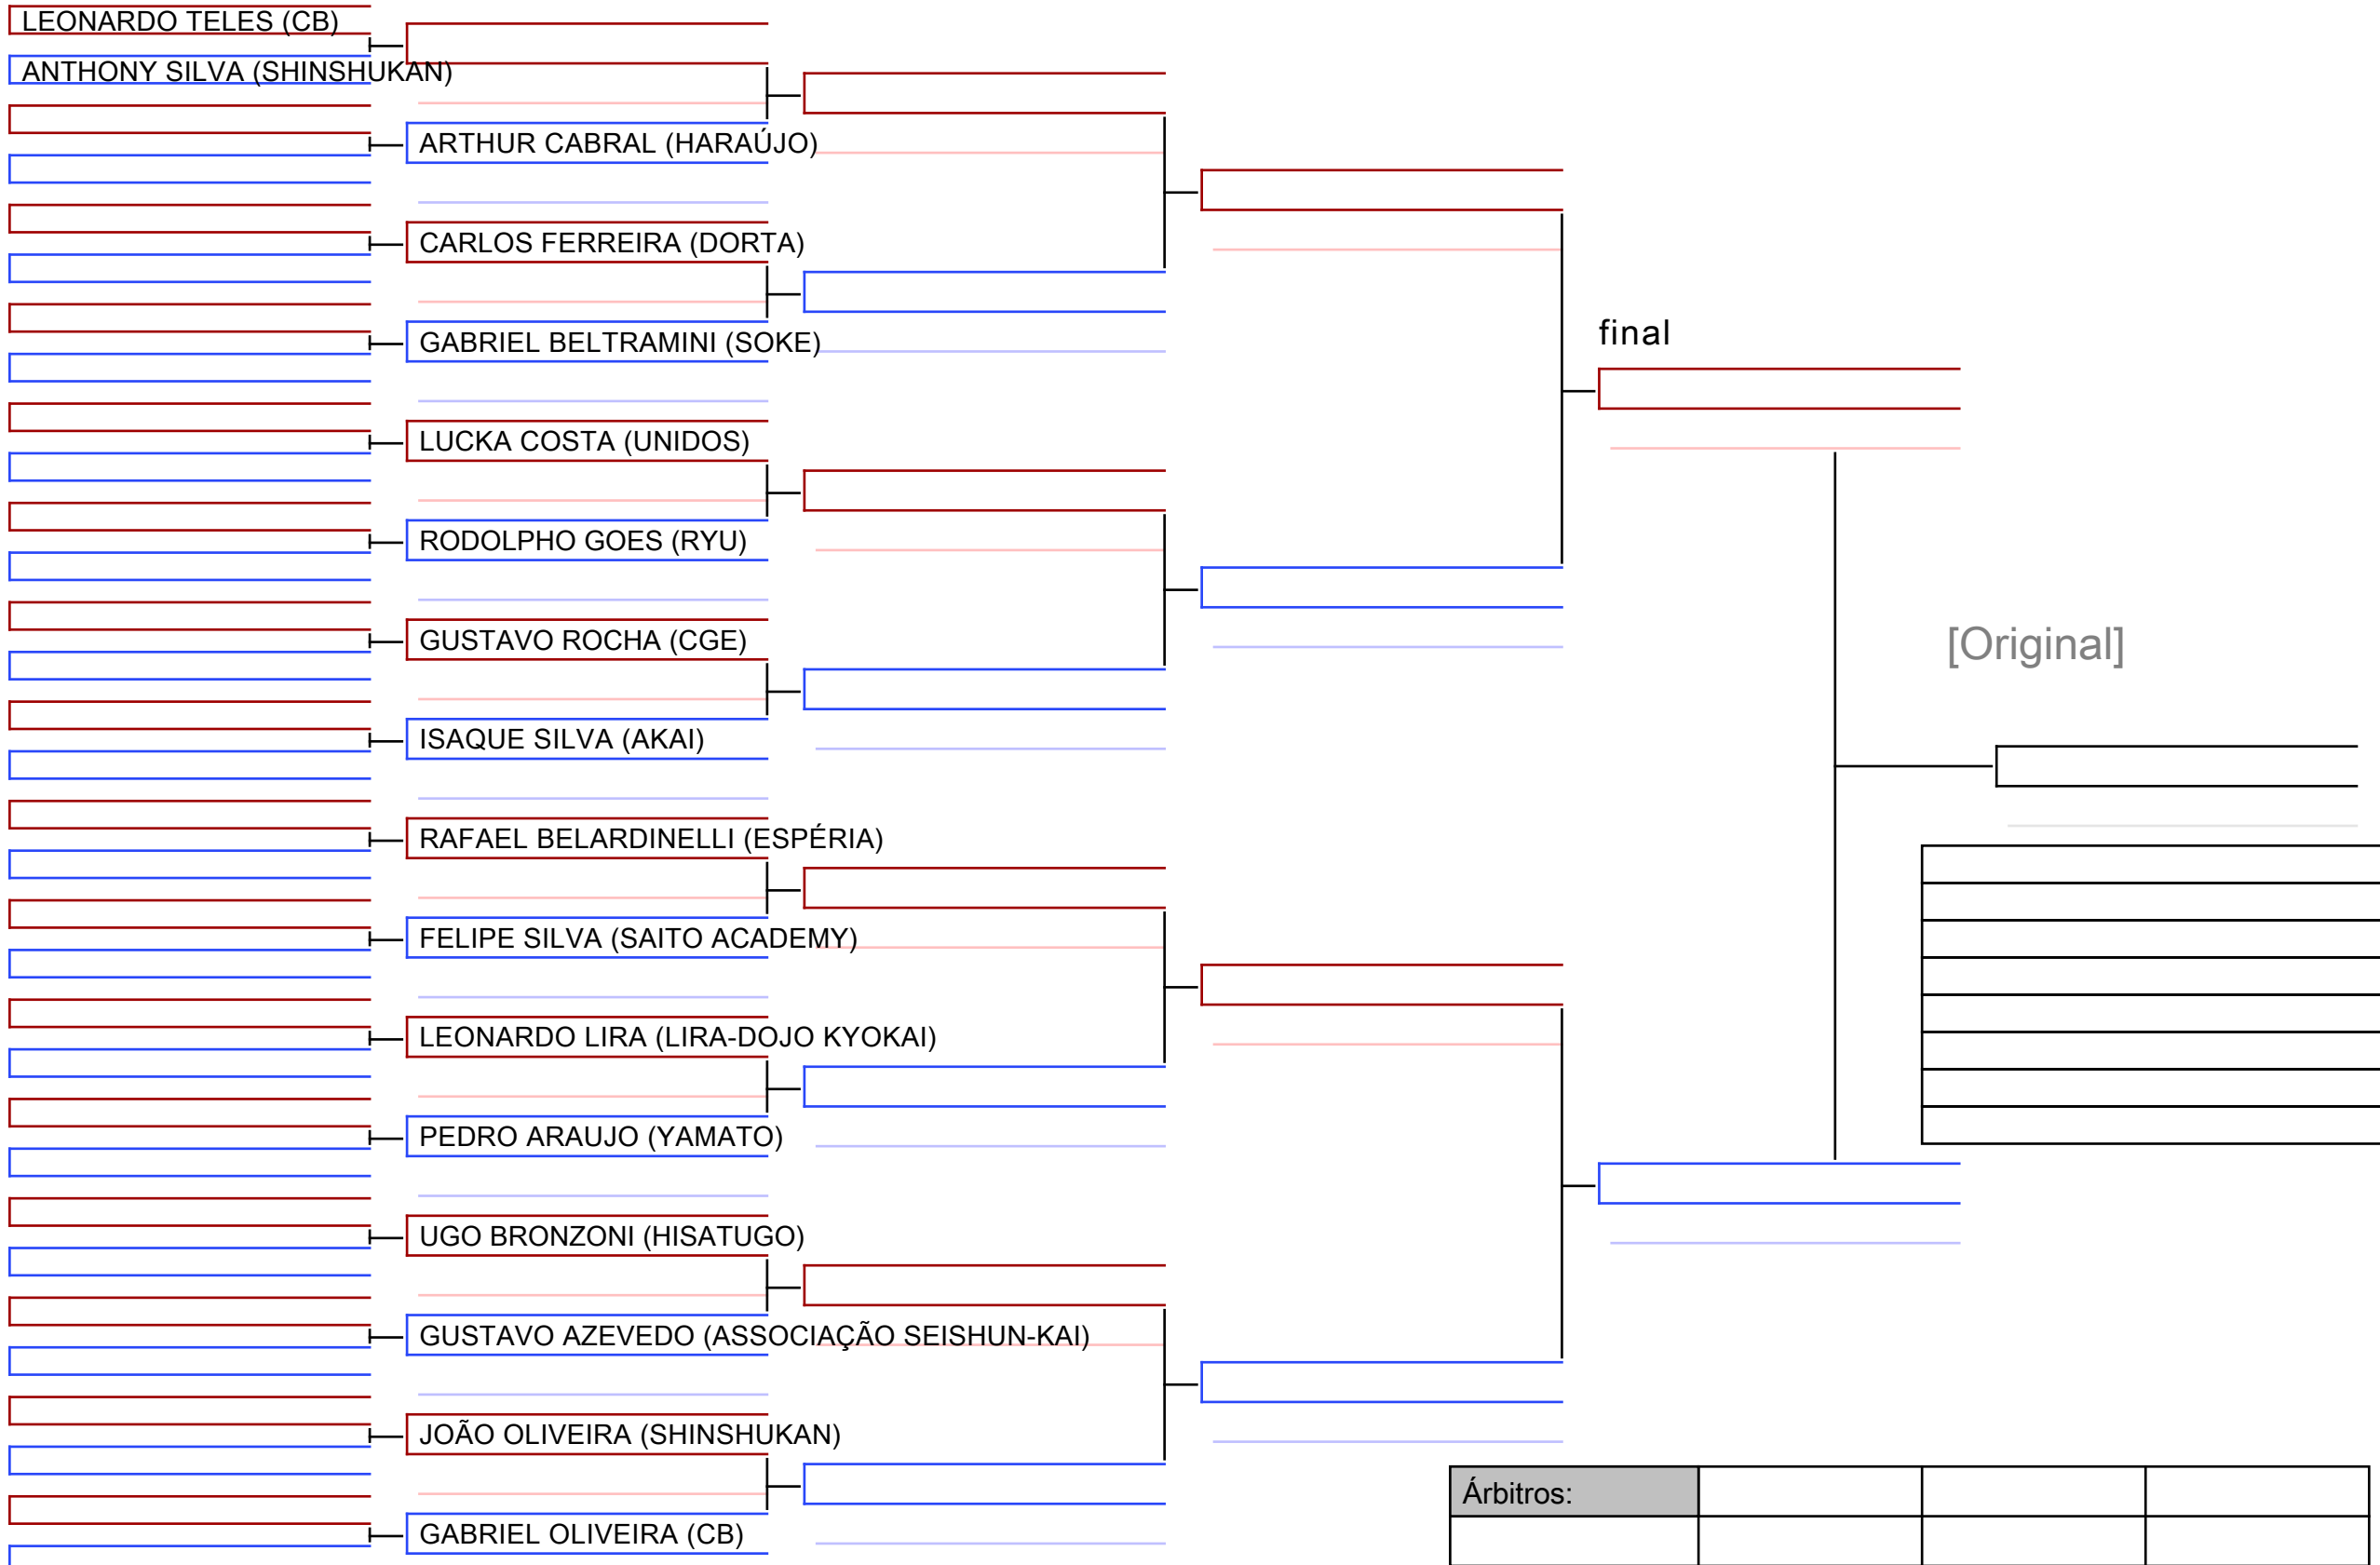 LEONARDO TELES (CB)
ANTHONY SILVA (SHINSHUKAN)
ARTHUR CABRAL (HARAÚJO)
CARLOS FERREIRA (DORTA)
GABRIEL BELTRAMINI (SOKE)
LUCKA COSTA (UNIDOS)
RODOLPHO GOES (RYU)
GUSTAVO ROCHA (CGE)
ISAQUE SILVA (AKAI)
RAFAEL BELARDINELLI (ESPÉRIA)
FELIPE SILVA (SAITO ACADEMY)
LEONARDO LIRA (LIRA-DOJO KYOKAI)
PEDRO ARAUJO (YAMATO)
UGO BRONZONI (HISATUGO)
GUSTAVO AZEVEDO (ASSOCIAÇÃO SEISHUN-KAI)
JOÃO OLIVEIRA (SHINSHUKAN)
GABRIEL OLIVEIRA (CB)
final
[Original]
Árbitros: